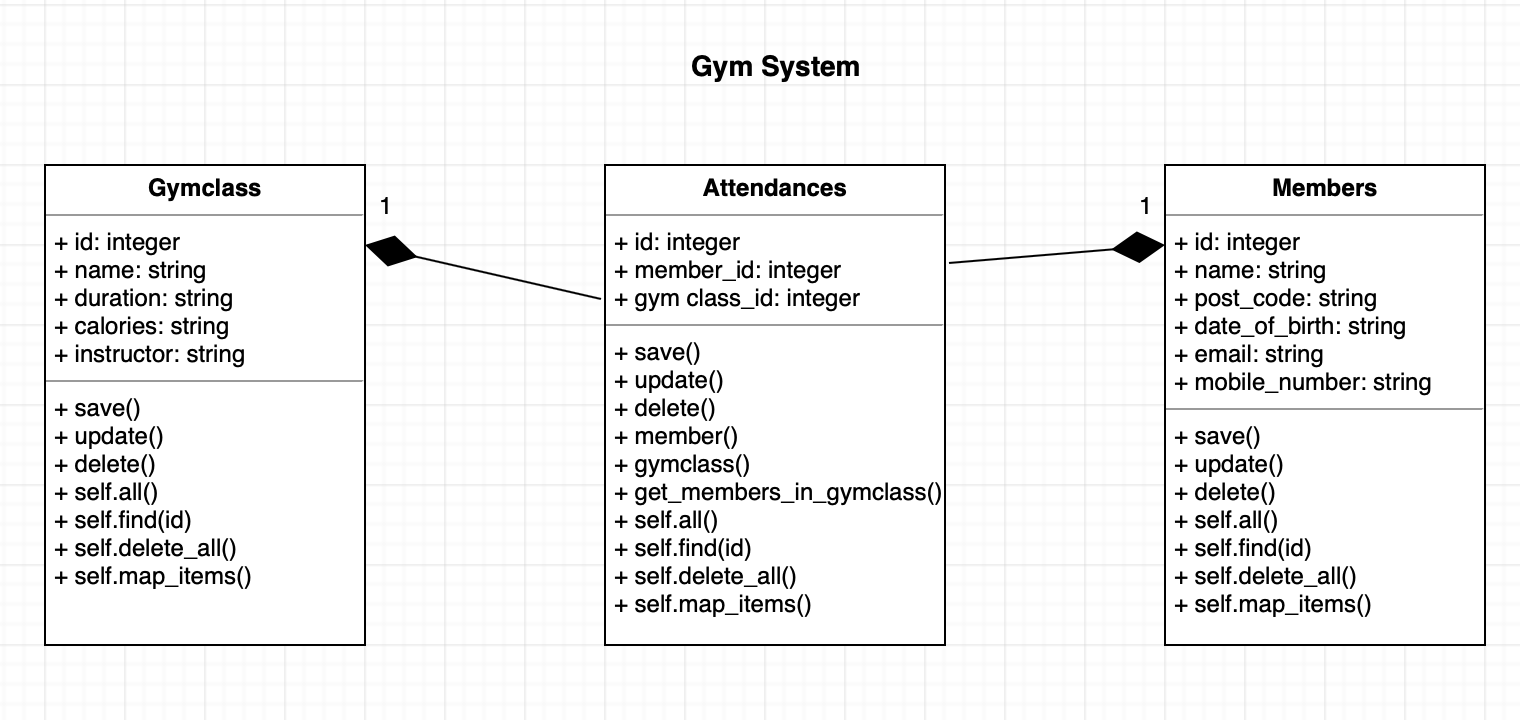 Gym System
Gymclass
1
+ id: integer
+ name: string
+ duration: string
+ calories: string
+ instructor: string
+ save()
+ update()
+ delete()
+ self.all()
+ self.find(id)
+ self.delete_all()
+ self.map_items()
Attendances
+ id: integer
+ member_id: integer
+ gym class_id: integer
+ save()
+ update()
+ delete()
+ member()
+ gymclass()
+ get_members_in_gymclass()
+ self.all()
+ self.find(id)
+ self.delete_all()
+ self.map_items()
1
Members
+ id: integer
+ name: string
+ post_code: string
+ date_of_birth: string
+ email: string
+ mobile_number: string
+ save()
+ update()
+ delete()
+ self.all()
+ self.find(id)
+ self.delete_all()
+ self.map_items()